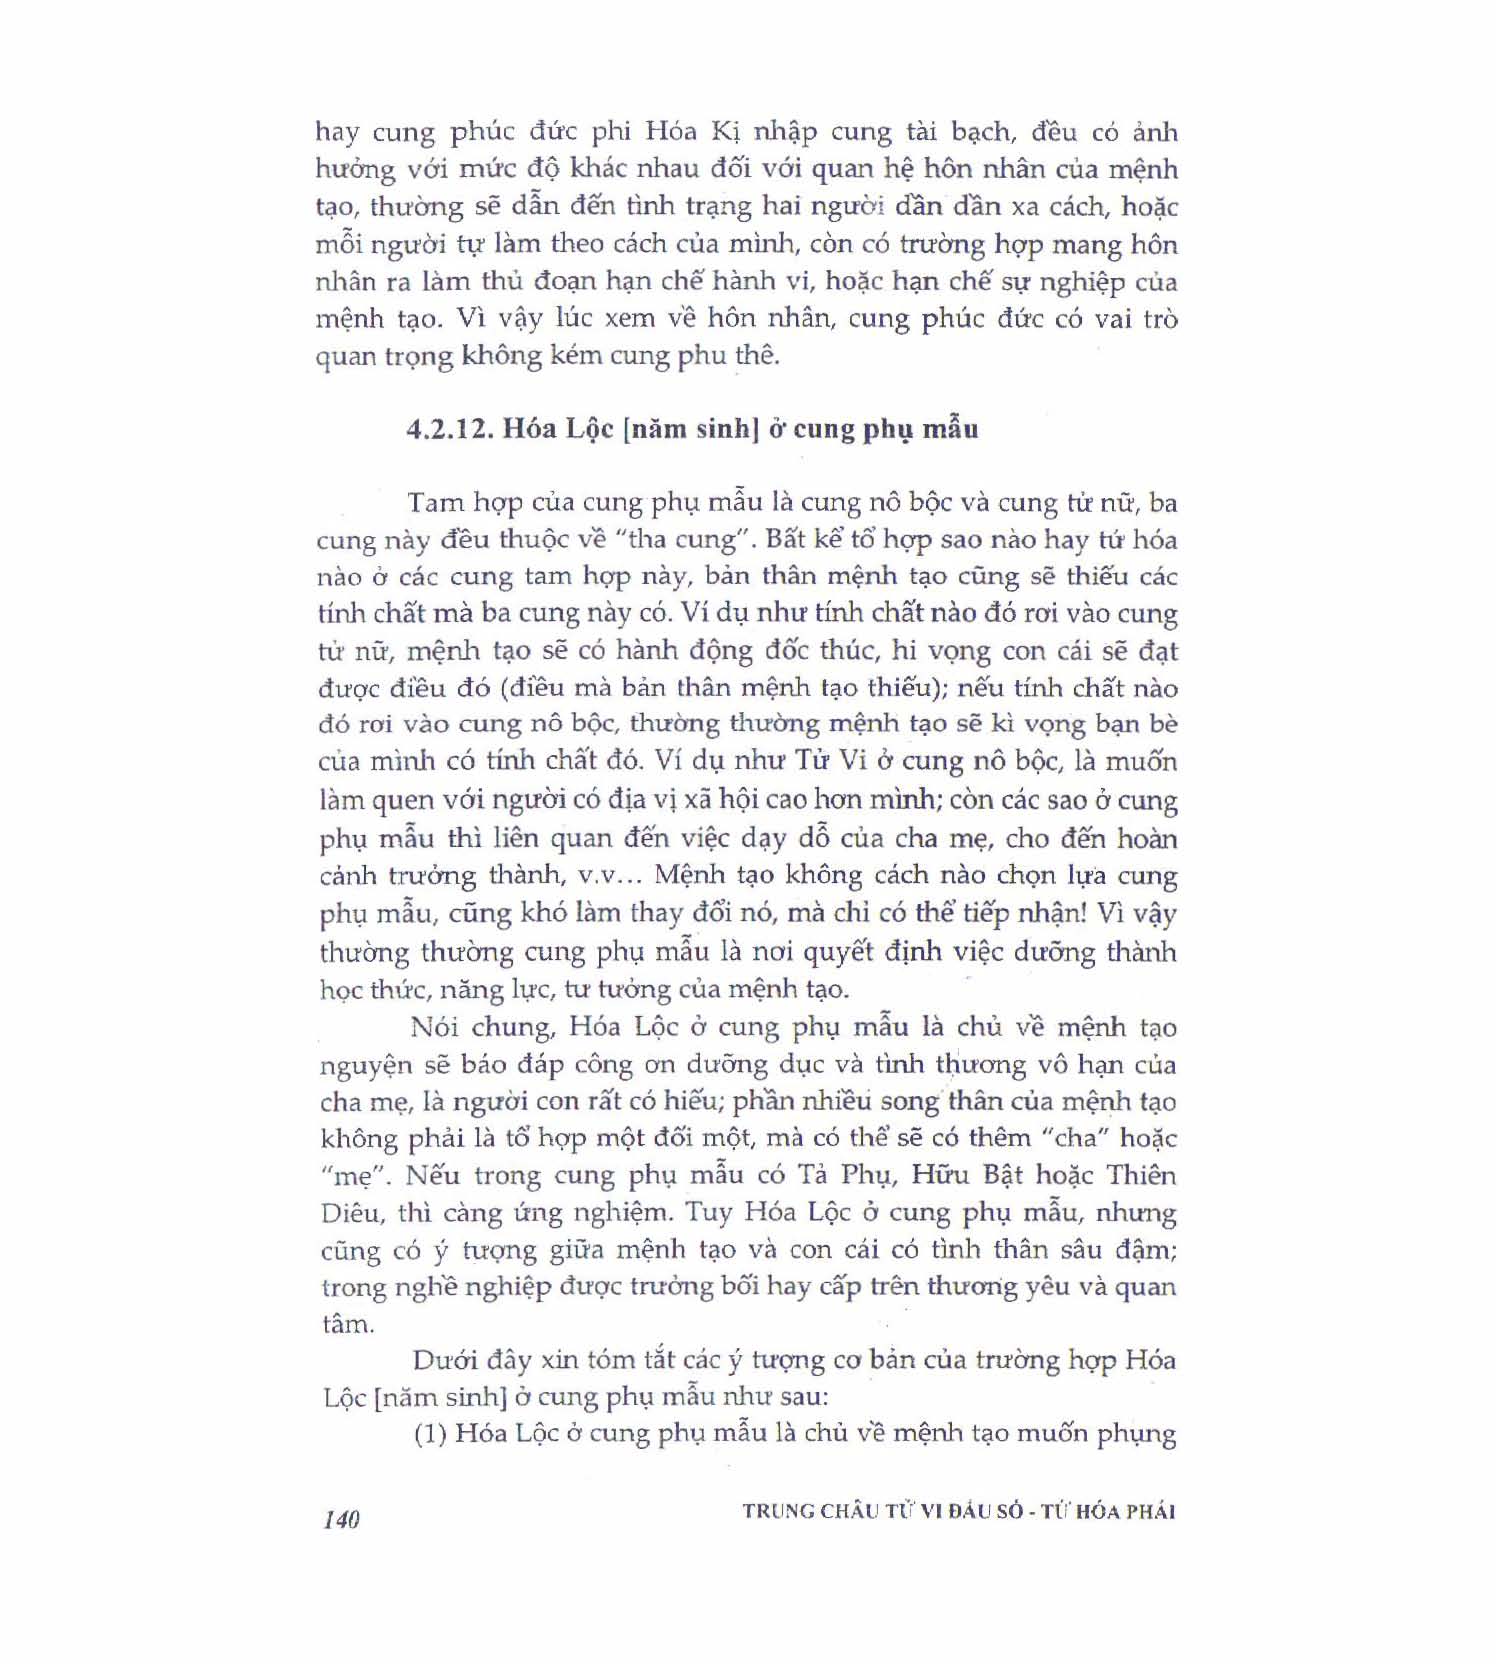 hay cung phúc đức phi Hóa Kị nhập cung tài bạch, đều có ảnh
hưởng với mức độ khác nhau đối với quan hệ hôn nhân của mệnh
tạo, thường sẽ dẫn đến tình trạng hai người dần dần xa cách, hoặc
mỗi người tự làm theo cách của mình, còn có trường hợp mang hôn
nhân ra làm thủ đoạn hạn chế hành vi, hoặc hạn chế sự nghiệp của
mệnh tạo. Vì vậy lúc xem về hôn nhân, cung phúc đức có vai trò
quan trọng không kém cung phu thê.
4.2.12. Hóa Lộc [năm sinh] ở cung phụ mẫu
Tam hợp của cung phụ mẫu là cung nô bộc và cung tử nữ, ba
cung này đều thuộc về "tha cung". Bất kể tổ hợp sao nào hay tứ hóa
nào ở các cung tam hợp này, bản thân mệnh tạo cũng sẽ thiếu các
tính chất mà ba cung này có. Ví dụ như tính chất nào đó rơi vào cung
tử nữ, mệnh tạo sẽ có hành động đốc thúc, hi vọng con cái sẽ đạt
được điều đó (điều mà bản thân mệnh tạo thiếu); nếu tính chất nào
đó rơi vào cung nô bộc, thường thường mệnh tạo sẽ kì vọng bạn bè
của mình có tính chất đó. Ví dụ như Tử Vi ở cung nô bộc, là muốn
làm quen với người có địa vị xã hội cao hơn mình; còn các sao ở cung
phụ mẫu thì liên quan đến việc dạy dỗ của cha mẹ, cho đến hoàn
cảnh trưởng thành, v.v... Mệnh tạo không cách nào chọn lựa cung
phụ mẫu, cũng khó làm thay đổi nó, mà chỉ có thể tiếp nhận! Vì vậy
thường thường cung phụ mẫu là nơi quyết định việc dưỡng thành
học thức, năng lực, tư tưởng của mệnh tạo.
Nói chung, Hóa Lộc ở cung phụ mẫu là chủ về mệnh tạo
nguyện sẽ báo đáp công ơn dưỡng dục và tình thương vô hạn của
cha mẹ, là người con rất có hiếu; phần nhiều song thân của mệnh tạo
không phải là tổ hợp một đối một, mà có thể sẽ có thêm "cha" hoặc
"mẹ". Nếu trong cung phụ mẫu có Tả Phụ, Hữu Bật hoặc Thiên
Diêu, thì càng ứng nghiệm. Tuy Hóa Lộc ở cung phụ mẫu, nhưng
cũng có ý tượng giữa mệnh tạo và con cái có tình thân sâu đậm;
trong nghề nghiệp được trưởng bối hay cấp trên thương yêu và quan
tâm.
Dưới đây xin tóm tắt các ý tượng cơ bản của trường hợp Hóa
Lộc [năm sinh] ở cung phụ mẫu như sau:
(1) Hóa Lộc ở cung phụ mẫu là chủ về mệnh tạo muốn phụng
140
TRUNG CHÂU TỬ VI ĐẨU SỐ - TỨ HÓA PHÁI